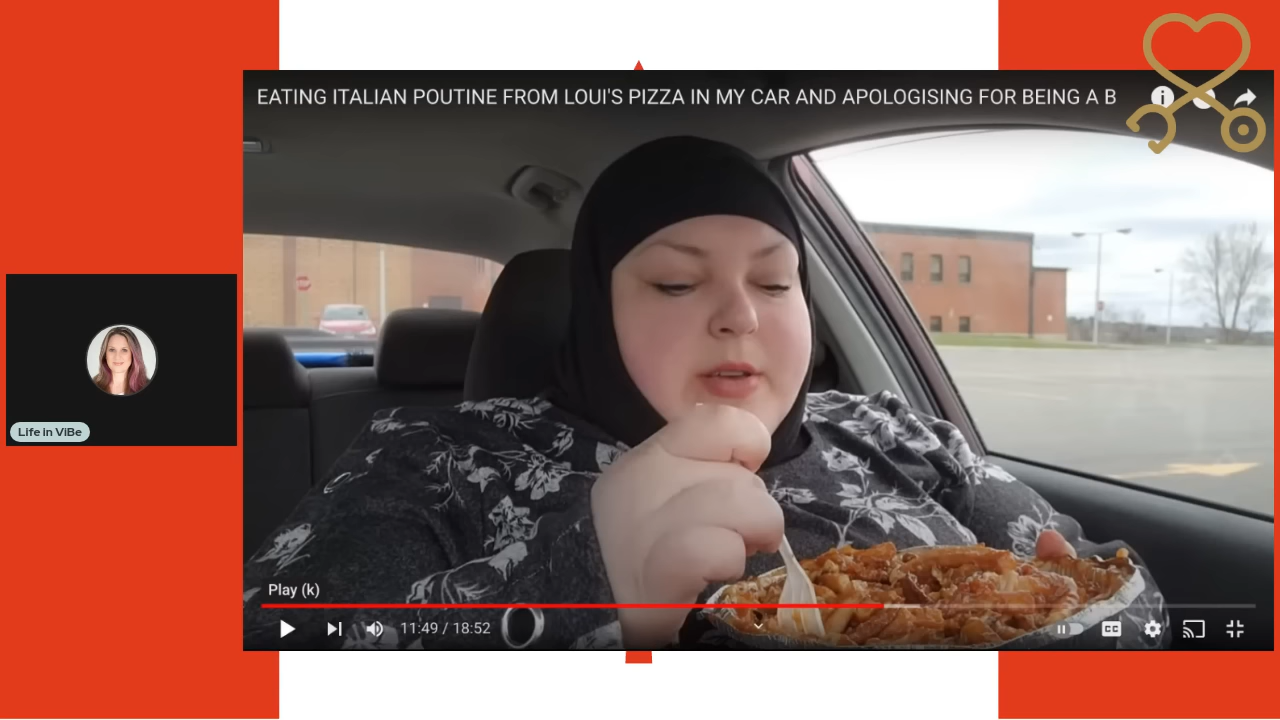 EATING ITALIAN POUTINE FROM LOUI'S PIZZA IN MY CAR AND APOLOGISING FOR BEING A B
Life in ViBe
Play (k)
11:49 / 18:52
CC